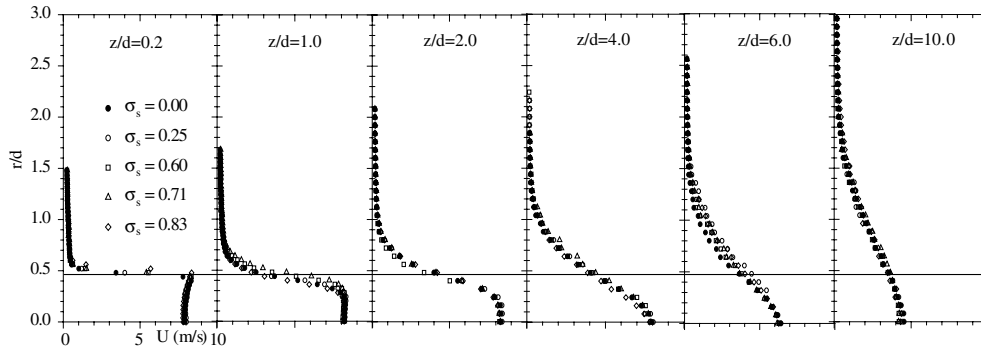 3.0
2.5
2.0
1.5
1.0
0.5
0.0
r/d
z/d=0.2
z/d=1.0
z/d=2.0
z/d=4.0
z/d=6.0
z/d=10.0
σs = 0.00
σs = 0.25
σs = 0.60
σs = 0.71
σs = 0.83
0 5 U (m/s) 10